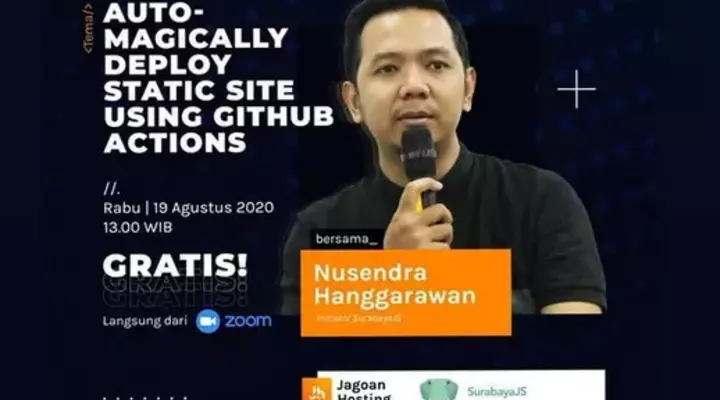 <Tema/>
AUTO-
MAGICALLY
DEPLOY
STATIC SITE
USING GITHUB
ACTIONS
//.
Rabu | 19 Agustus 2020
13.00 WIB
GRATIS!
GRATIS!
GRATIS!
Langsung dari zoom
bersama_
Nusendra
Hanggarawan
Inisiator SurabayaJS
Jagoan
Hosting
SurabayaJS